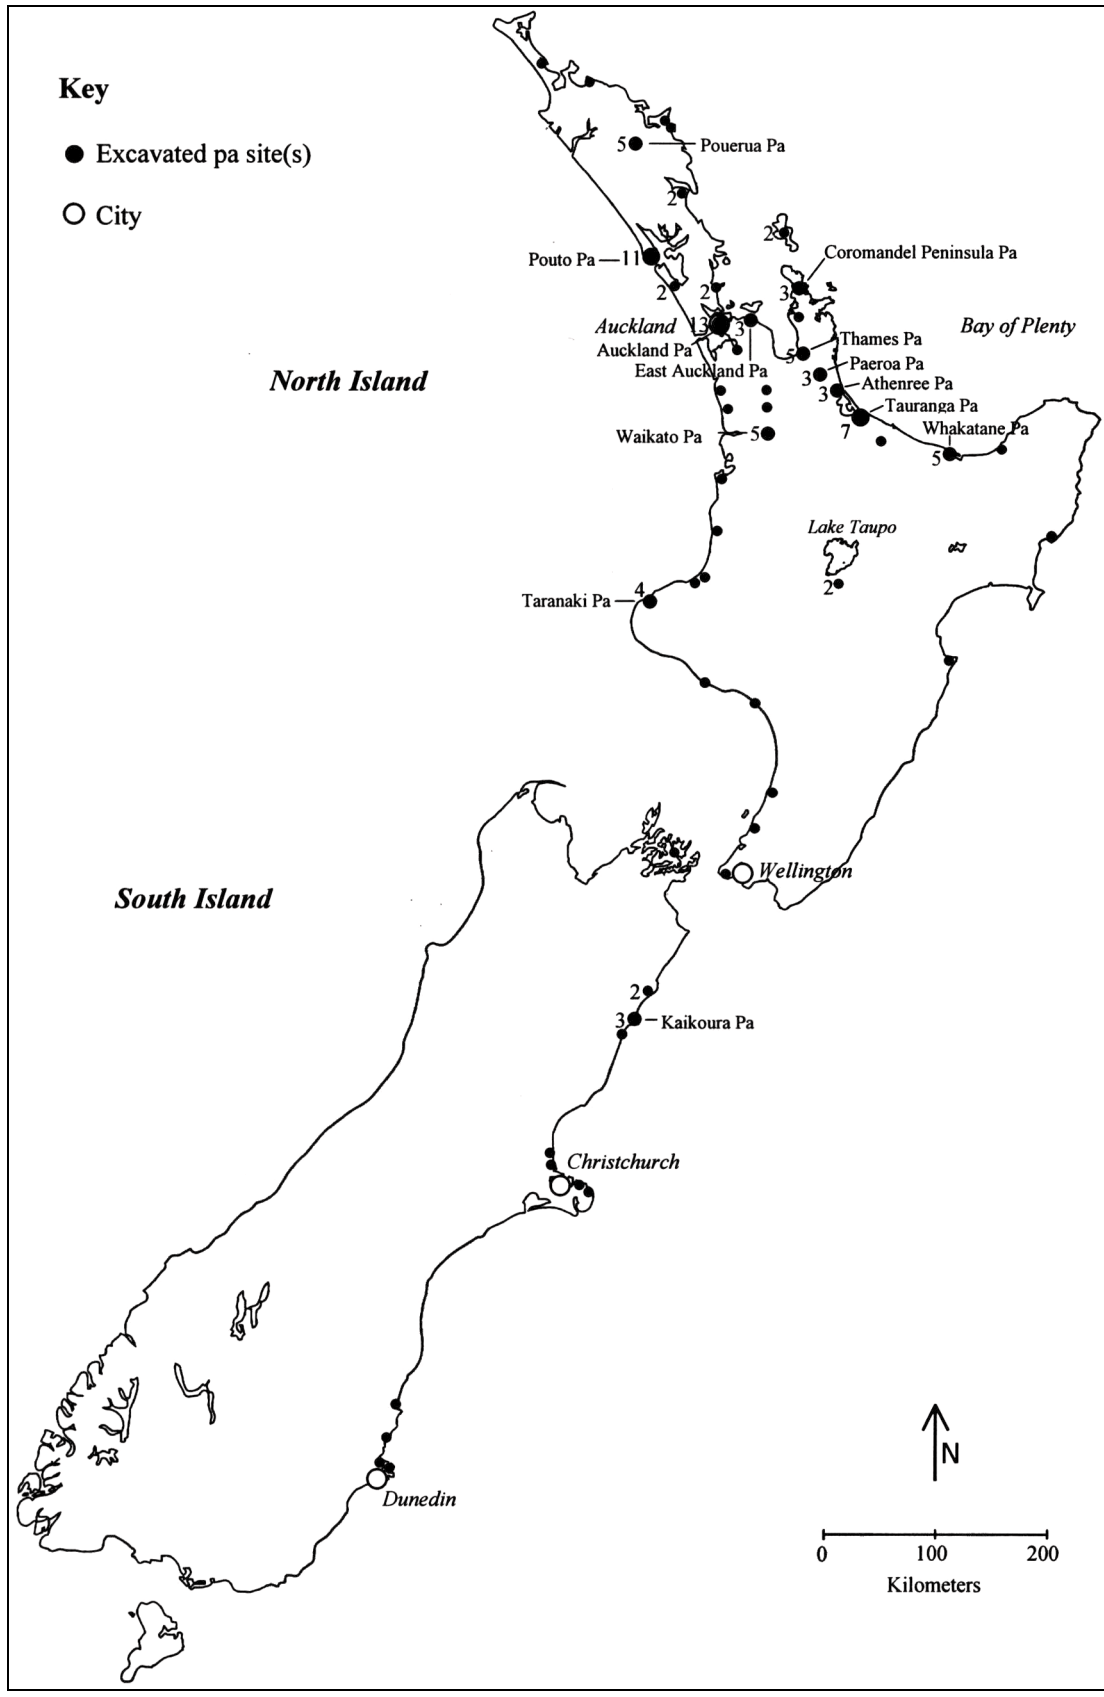 Key
Excavated pa site(s)
City
5 Pouerua Pa
2
2
Coromandel Peninsula Pa
Pouto Pa 11
2
2
3
Auckland 13 3
Bay of Plenty
Auckland Pa
Thames Pa
5
East Auckland Pa
Paeroa Pa
3
North Island
Athenree Pa
3
Tauranga Pa
7
Whakatane Pa
Waikato Pa 5
5
Lake Taupo
2
4
Taranaki Pa
Wellington
South Island
2
3 Kaikoura Pa
Christchurch
N
Dunedin
0 100 200
Kilometers